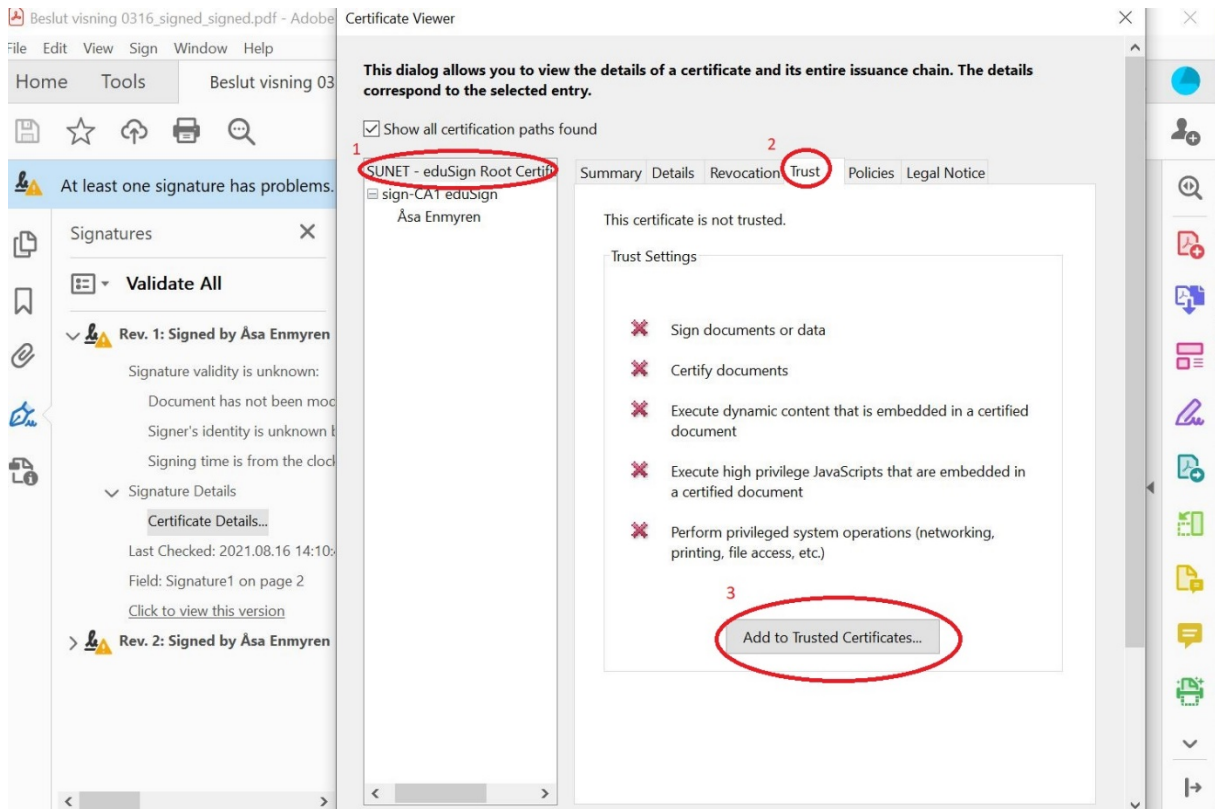 Beslut visning 0316_signed_signed.pdf - Adobe
File Edit View Sign Window Help
Home Tools Beslut visning 03
At least one signature has problems.
Signatures
Validate All
Rev. 1: Signed by Åsa Enmyren
Signature validity is unknown:
Document has not been mod
Signer's identity is unknown b
Signing time is from the clock
Signature Details
Certificate Details...
Last Checked: 2021.08.16 14:10:
Field: Signature1 on page 2
Click to view this version
Rev. 2: Signed by Åsa Enmyren
Certificate Viewer
This dialog allows you to view the details of a certificate and its entire issuance chain. The details
correspond to the selected entry.
Show all certification paths found
1
SUNET - eduSign Root Certifi
sign-CA1 eduSign
Åsa Enmyren
2
Summary Details Revocation Trust Policies Legal Notice
This certificate is not trusted.
Trust Settings
Sign documents or data
Certify documents
Execute dynamic content that is embedded in a certified
document
Execute high privilege JavaScripts that are embedded in
a certified document
Perform privileged system operations (networking,
printing, file access, etc.)
3
Add to Trusted Certificates...